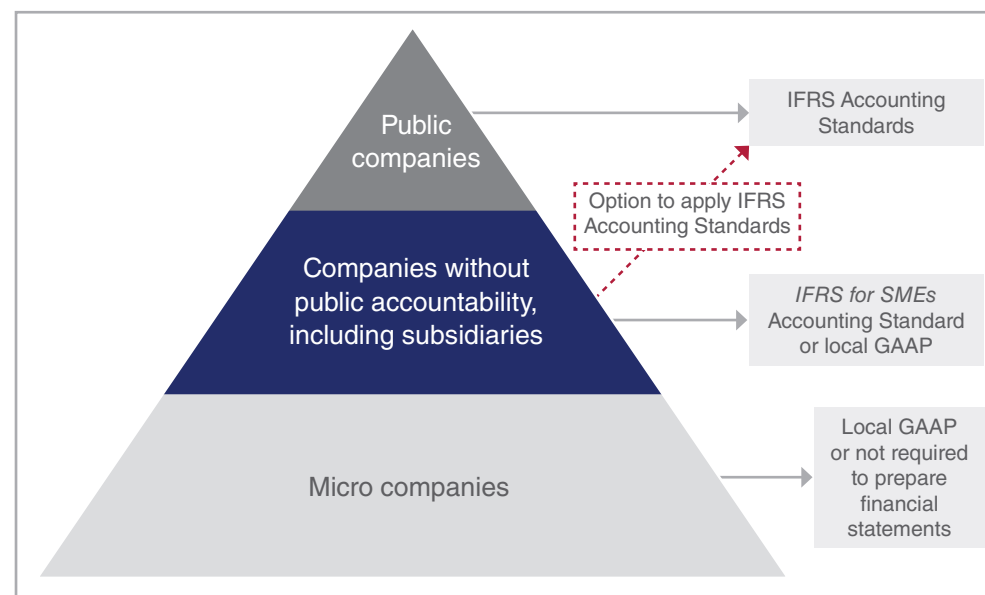 Public
companies
IFRS Accounting
Standards
Option to apply IFRS
Accounting Standards
Companies without
public accountability,
including subsidiaries
IFRS for SMEs
Accounting Standard
or local GAAP
Micro companies
Local GAAP
or not required
to prepare
financial
statements